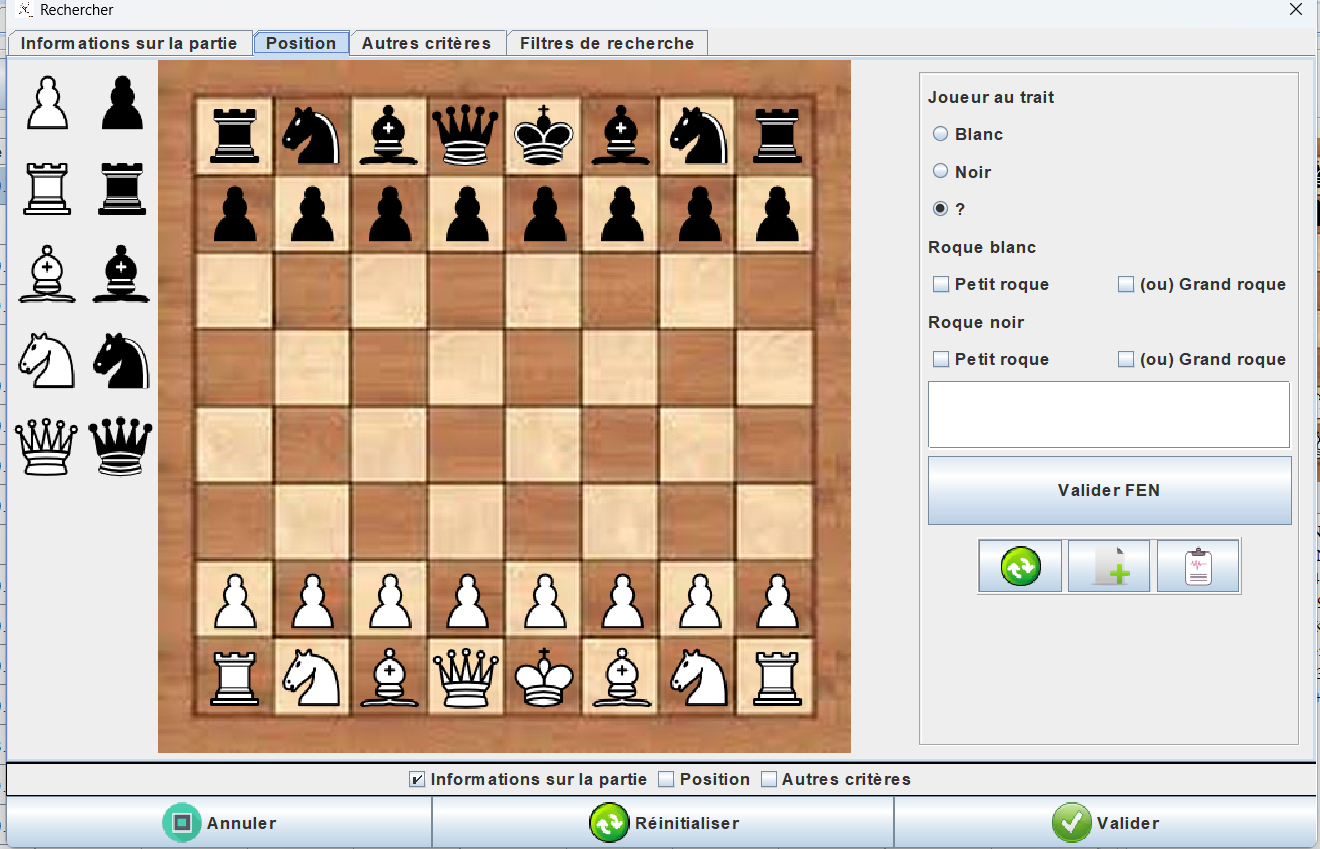 Rechercher
Informations sur la partie
Position
Autres critères
Filtres de recherche
Joueur au trait
Blanc
Noir
?
Roque blanc
Petit roque
(ou) Grand roque
Roque noir
Petit roque
(ou) Grand roque
Valider FEN
Informations sur la partie
Position
Autres critères
Annuler
Réinitialiser
Valider